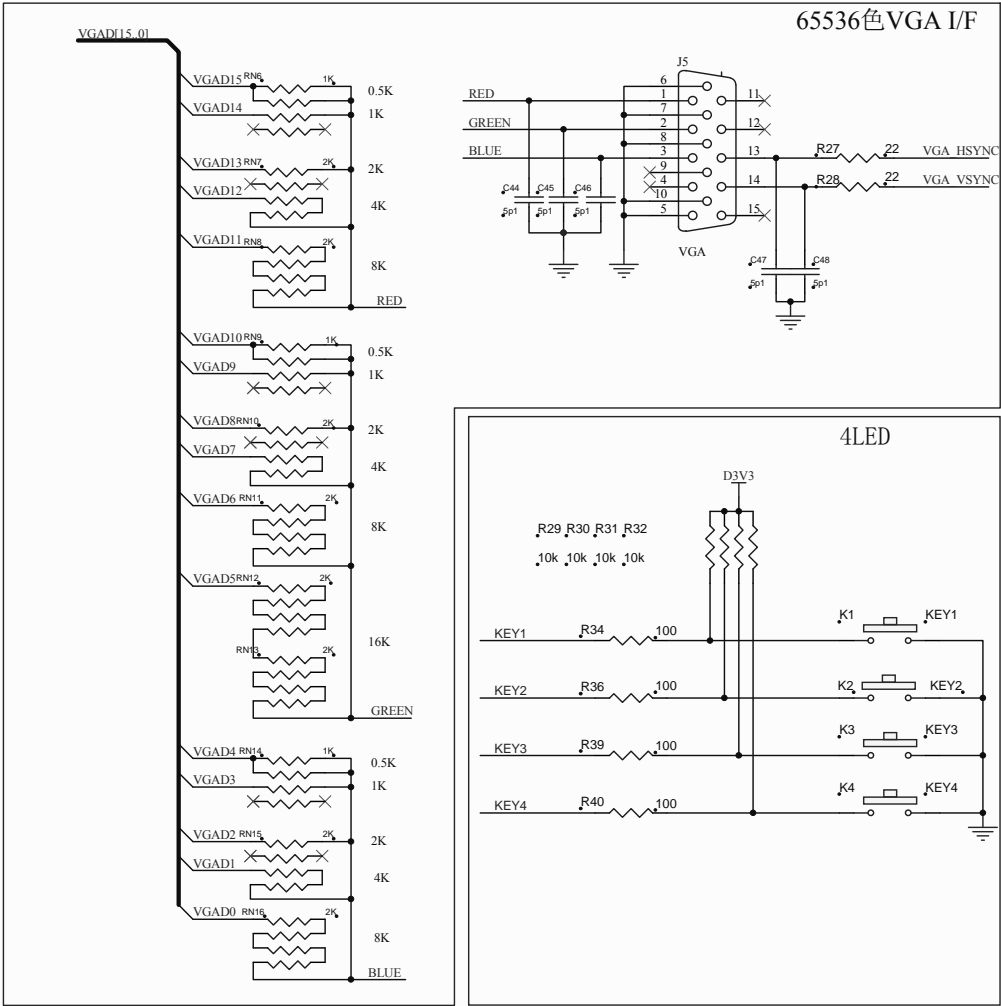 65536色VGA I/F
VGAD[15..0]
VGAD15 RN6 1K 0.5K
VGAD14 1K
VGAD13 RN7 2K 2K
VGAD12 4K
VGAD11 RN8 2K 8K
RED
VGAD10 RN9 1K 0.5K
VGAD9 1K
VGAD8 RN10 2K 2K
VGAD7 4K
VGAD6 RN11 2K 8K
VGAD5 RN12 2K
16K
RN13 2K
GREEN
VGAD4 RN14 1K 0.5K
VGAD3 1K
VGAD2 RN15 2K 2K
VGAD1 4K
VGAD0 RN16 2K 8K
BLUE
J5
6
RED 1 11
7
GREEN 2 12
8
BLUE 3 13 R27 22 VGA_HSYNC
9
4 14 R28 22 VGA_VSYNC
10
5 15
C44 C45 C46
5p1 5p1 5p1
VGA
C47 C48
5p1 5p1
4LED
D3V3
R29 R30 R31 R32
10k 10k 10k 10k
KEY1 R34 100 K1 KEY1
KEY2 R36 100 K2 KEY2
KEY3 R39 100 K3 KEY3
KEY4 R40 100 K4 KEY4